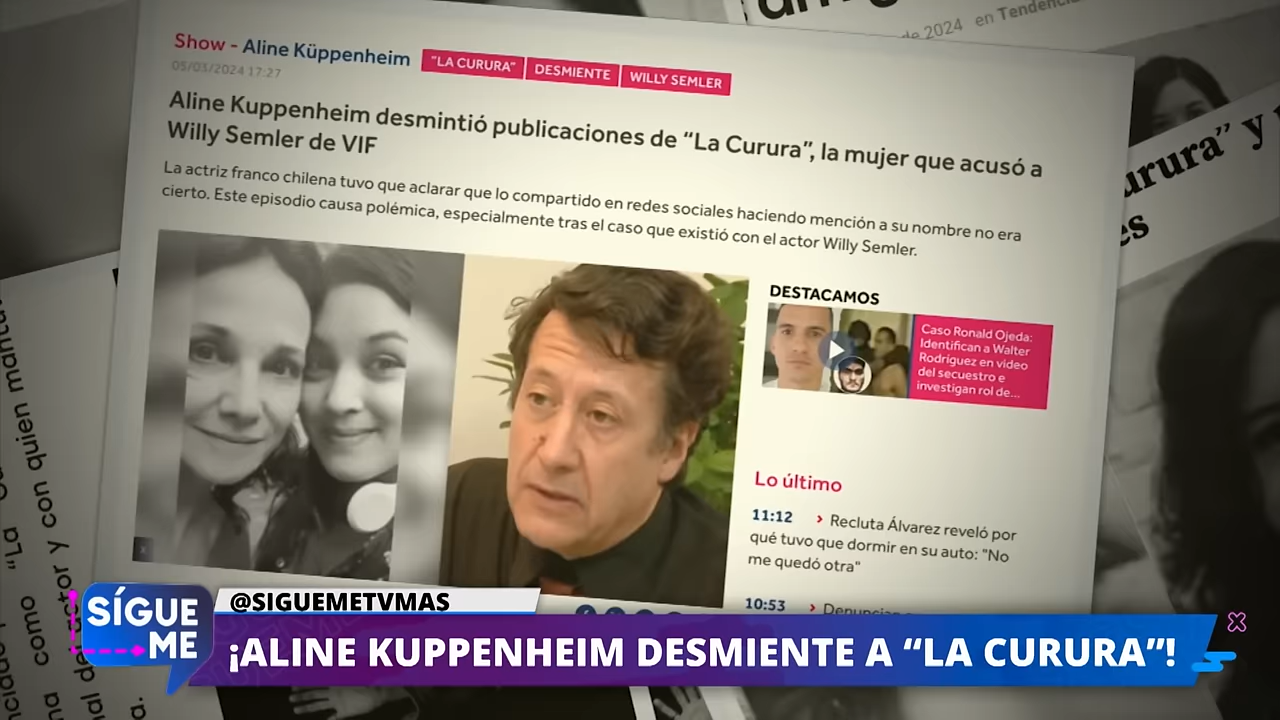 de 2024 en Tendencia
Show - Aline Küppenheim
"LA CURURA"
DESMIENTE
WILLY SEMLER
05/03/2024 17:27
Aline Kuppenheim desmintió publicaciones de "La Curura", la mujer que acusó a
Willy Semler de VIF
La actriz franco chilena tuvo que aclarar que lo compartido en redes sociales haciendo mención a su nombre no era
cierto. Este episodio causa polémica, especialmente tras el caso que existió con el actor Willy Semler.
urura" y
es
DESTACAMOS
Caso Ronald Ojeda:
Identifican a Walter
Rodríguez en video
del secuestro e
investigan rol de...
Lo último
11:12 › Recluta Álvarez reveló por
qué tuvo que dormir en su auto: "No
me quedó otra"
10:53 ›
y con quien mantu
como "La
SÍGUE
ME
@SIGUEMETVMAS
¡ALINE KUPPENHEIM DESMIENTE A "LA CURURA"!